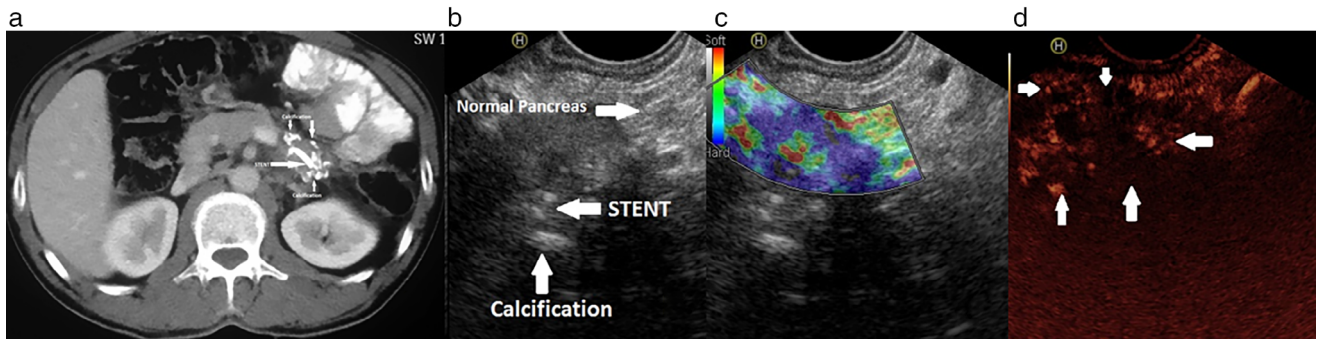 a
b
c
d
SW 1
Calcification
STENT
Calcification
H
Normal Pancreas
STENT
Calcification
Soft
H
Hard
H